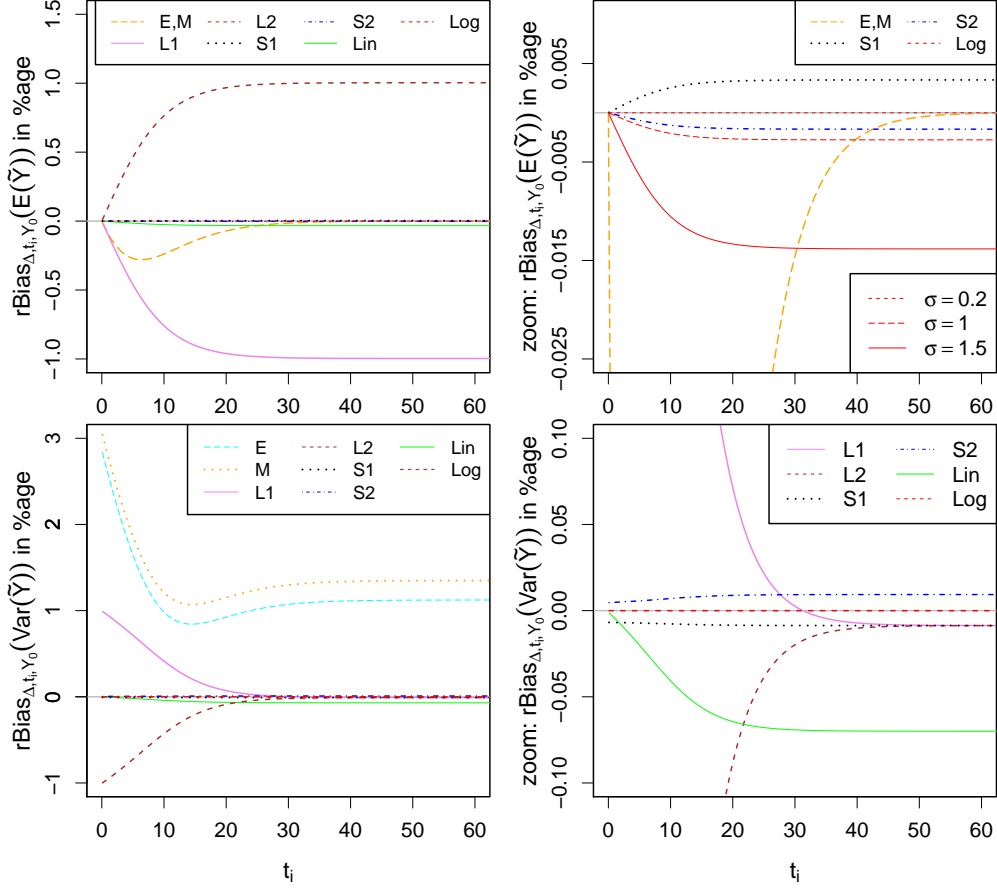 rBias_{Δ,t_i,Y_0}(E(Ỹ)) in %age
1.5
1.0
0.5
0.0
−0.5
−1.0
E,M L2 S2 Log
L1 S1 Lin
0 10 20 30 40 50 60
zoom: rBias_{Δ,t_i,Y_0}(E(Ỹ)) in %age
0.005
−0.005
−0.015
−0.025
E,M S2
S1 Log
σ = 0.2
σ = 1
σ = 1.5
0 10 20 30 40 50 60
rBias_{Δ,t_i,Y_0}(Var(Ỹ)) in %age
3
2
1
0
−1
E L2 Lin
M S1 Log
L1 S2
0 10 20 30 40 50 60
t_i
zoom: rBias_{Δ,t_i,Y_0}(Var(Ỹ)) in %age
0.10
0.05
0.00
−0.05
−0.10
L1 S2
L2 Lin
S1 Log
0 10 20 30 40 50 60
t_i